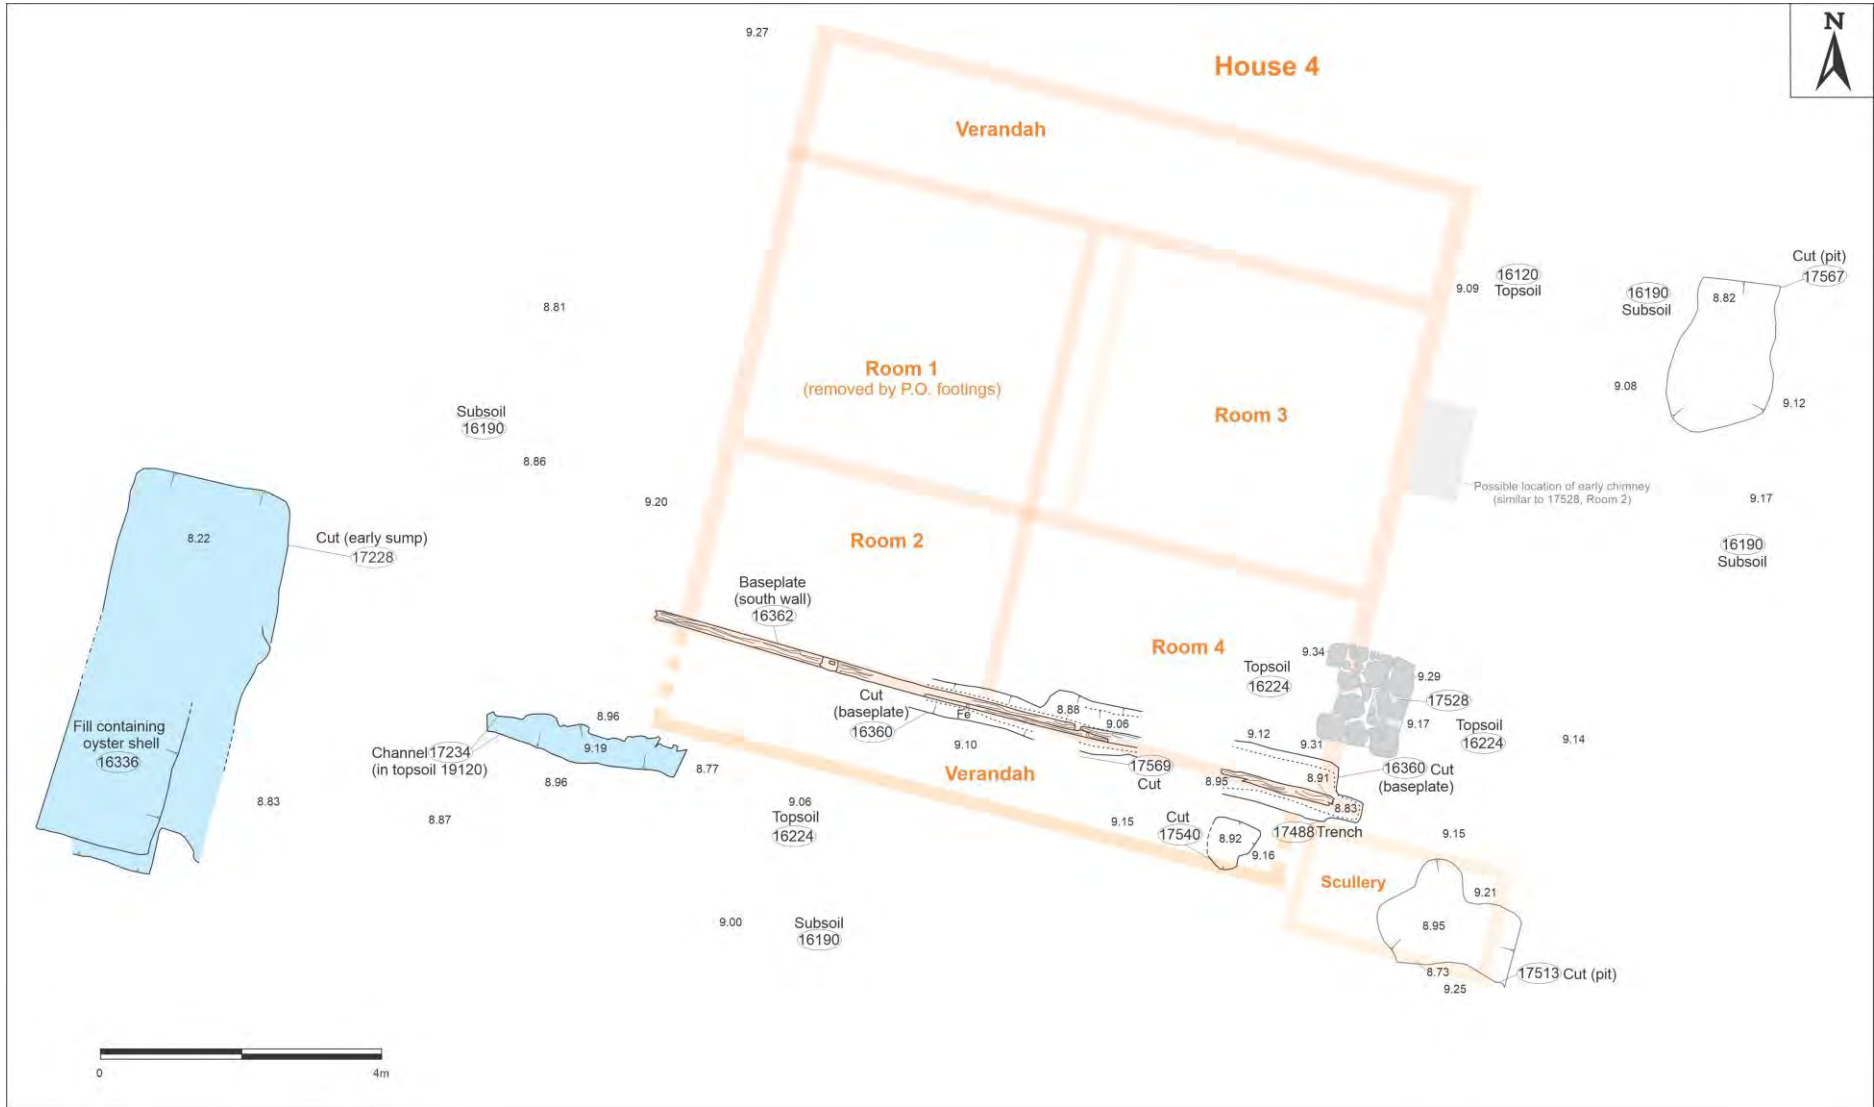 N
9.27
House 4
Verandah
Cut (pit)
17567
16120
Topsoil
9.09
16190
Subsoil
8.82
8.81
Room 1
(removed by P.O. footings)
9.08
9.12
Subsoil
16190
Room 3
8.86
Possible location of early chimney
(similar to 17528, Room 2)
9.17
9.20
8.22
Cut (early sump)
17228
Room 2
16190
Subsoil
Baseplate
(south wall)
16362
Room 4
9.34
Topsoil
16224
9.29
17528
Cut
(baseplate)
16360
Fe
8.88
9.06
9.17
Topsoil
16224
9.14
8.96
Fill containing
oyster shell
16336
Channel 17234
(in topsoil 19120)
9.19
8.96
8.77
9.10
9.12
9.31
Verandah
17569
Cut
8.95
8.91
16360 Cut
(baseplate)
8.83
8.83
8.87
9.06
Topsoil
16224
9.15
Cut
17540
8.92
9.16
17488 Trench
9.15
Scullery
9.21
9.00
Subsoil
16190
8.95
8.73
9.25
17513 Cut (pit)
0
4m